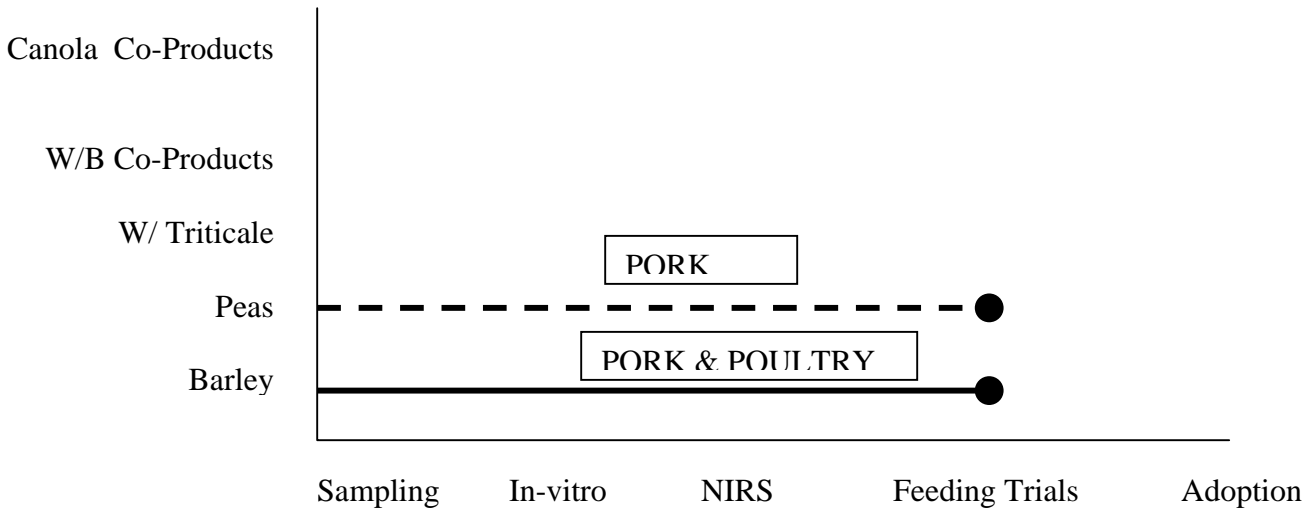 Canola Co-Products
W/B Co-Products
W/ Triticale
PORK
Peas
PORK & POULTRY
Barley
Sampling In-vitro NIRS Feeding Trials Adoption